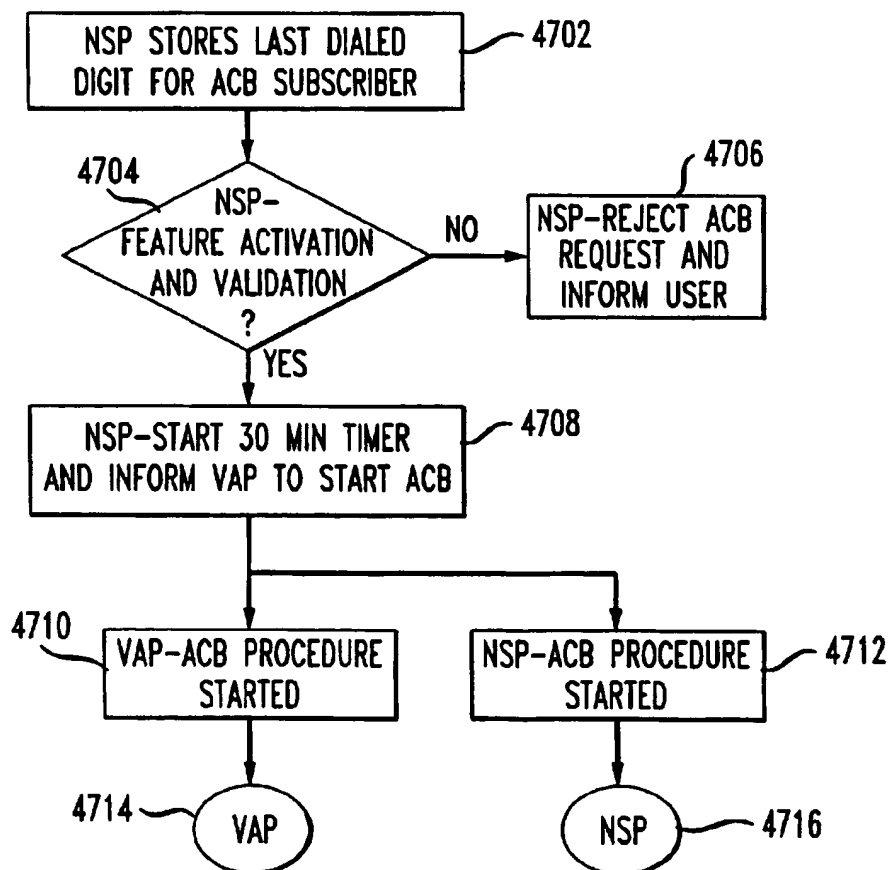 NSP STORES LAST DIALED
DIGIT FOR ACB SUBSCRIBER
4702
4704
NSP-
FEATURE ACTIVATION
AND VALIDATION
?
NO
YES
4706
NSP-REJECT ACB
REQUEST AND
INFORM USER
NSP-START 30 MIN TIMER
AND INFORM VAP TO START ACB
4708
4710
VAP-ACB PROCEDURE
STARTED
NSP-ACB PROCEDURE
STARTED
4712
4714
VAP
NSP
4716